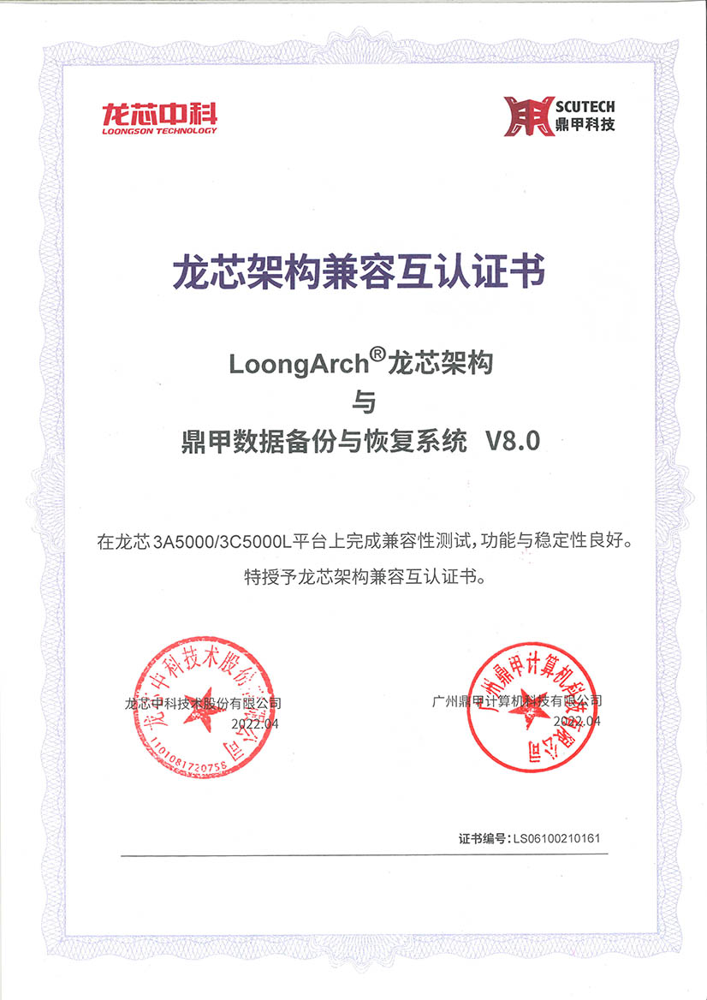 龙芯中科
LOONGSON TECHNOLOGY
SCUTECH
鼎甲科技
龙芯架构兼容互认证书
LoongArch®龙芯架构
与
鼎甲数据备份与恢复系统 V8.0
在龙芯3A5000/3C5000L平台上完成兼容性测试，功能与稳定性良好。
特授予龙芯架构兼容互认证书。
龙芯中科技术股份有限公司
2022.04
龙芯中科技术股份有限公司
1101081720758
广州鼎甲计算机科技有限公司
2022.04
广州鼎甲计算机科技有限公司
证书编号：LS06100210161